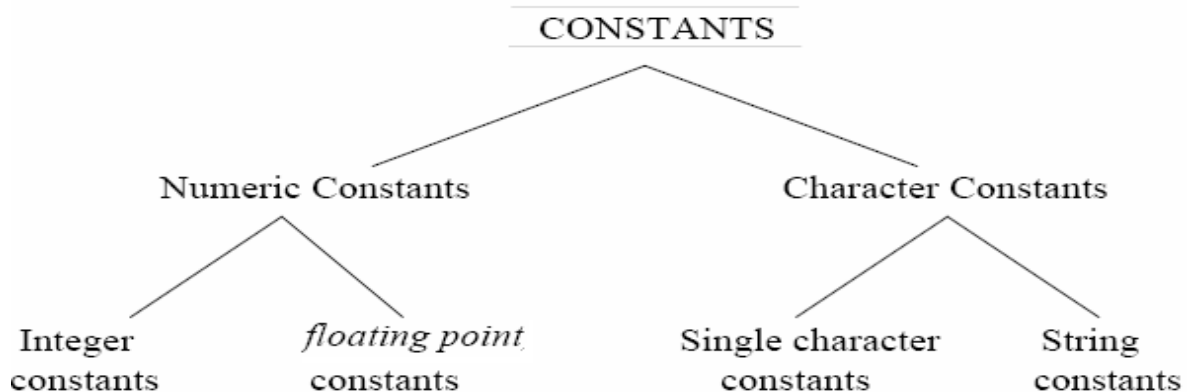 CONSTANTS
Numeric Constants
Character Constants
Integer
constants
floating point
constants
Single character
constants
String
constants